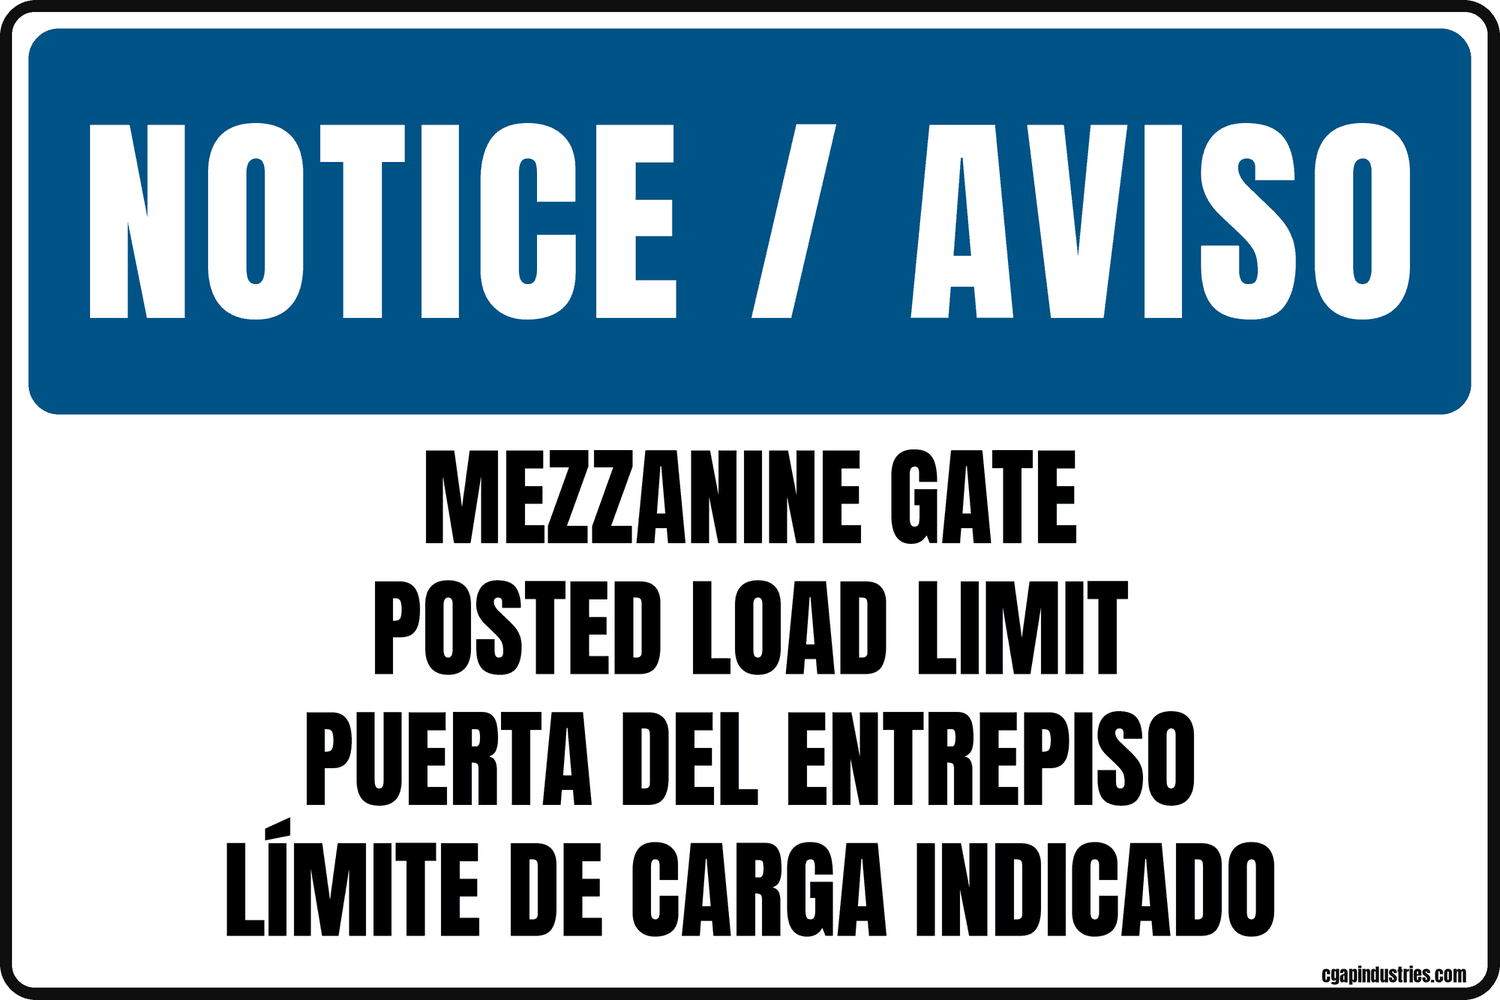 NOTICE / AVISO
MEZZANINE GATE
POSTED LOAD LIMIT
PUERTA DEL ENTREPISO
LÍMITE DE CARGA INDICADO
cgapindustries.com